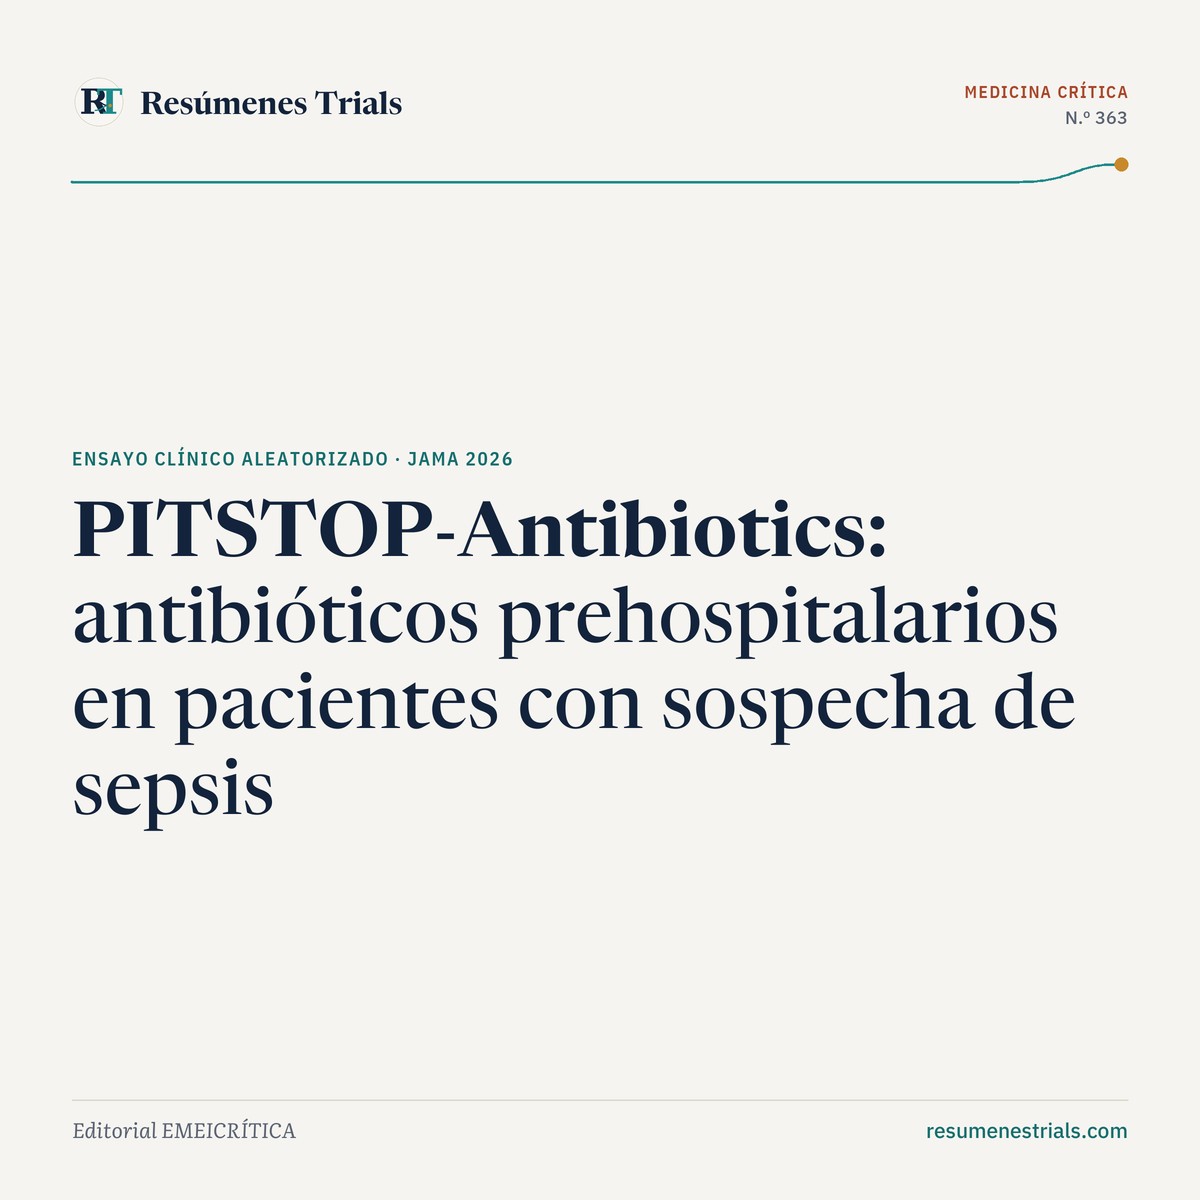 RT Resúmenes Trials
MEDICINA CRÍTICA
N.º 363
ENSAYO CLÍNICO ALEATORIZADO · JAMA 2026
PITSTOP-Antibiotics:
antibióticos prehospitalarios
en pacientes con sospecha de
sepsis
Editorial EMEICRÍTICA
resumenestrials.com